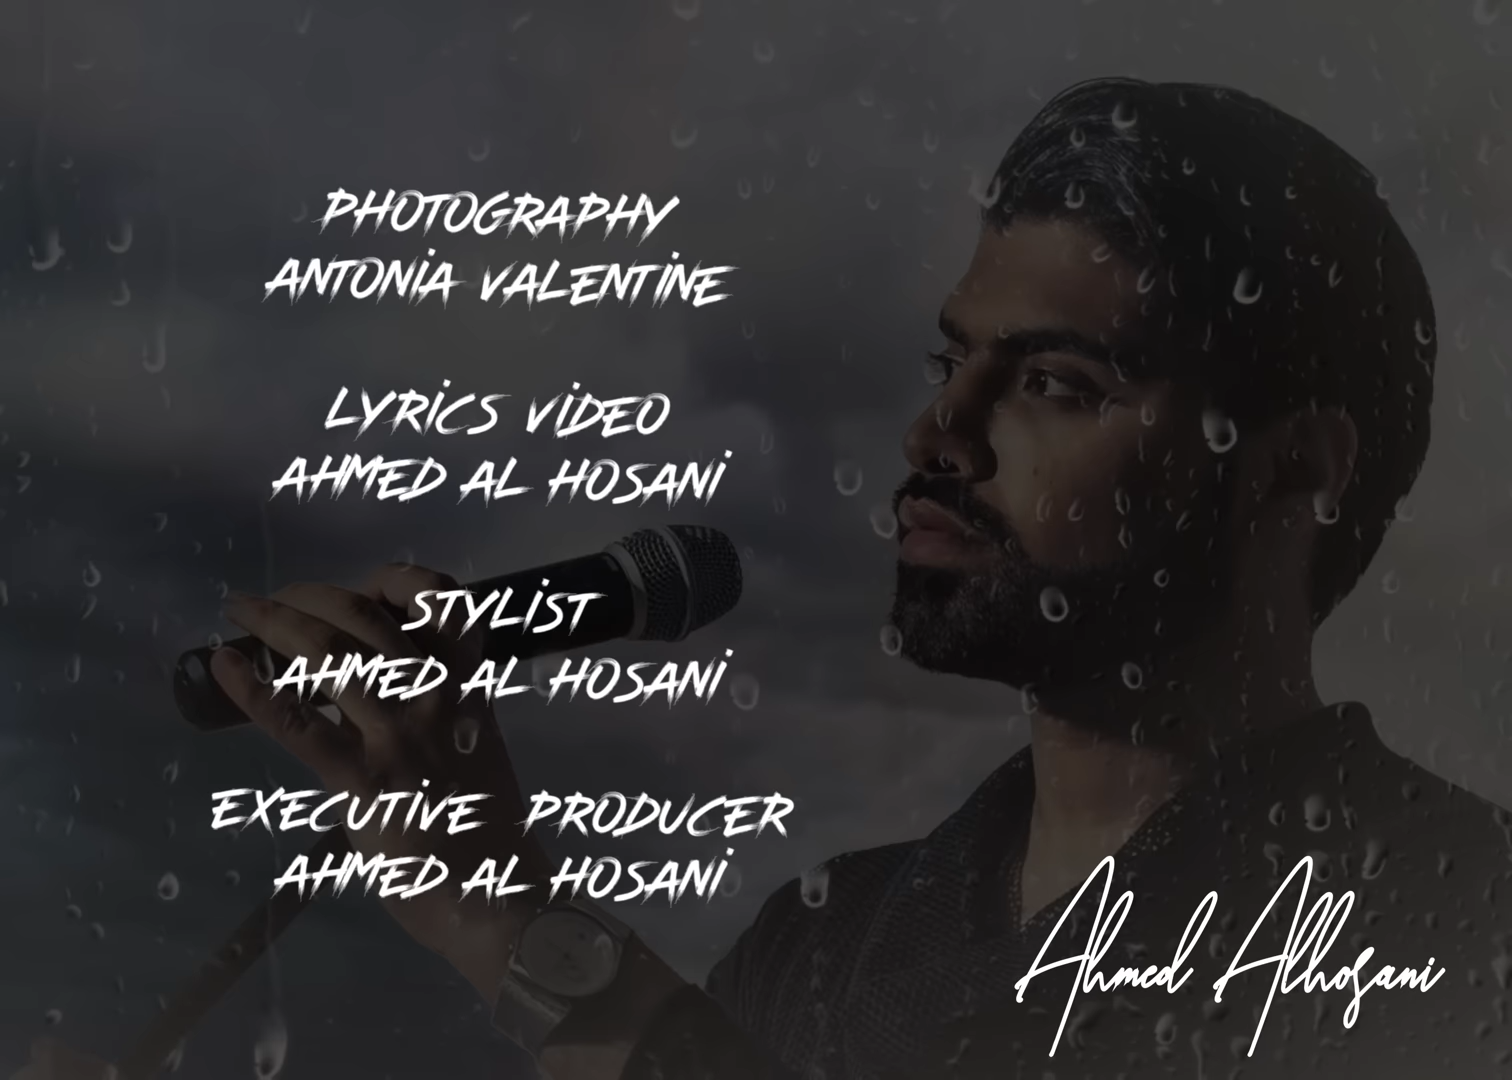 PHOTOGRAPHY
ANTONIA VALENTINE
LYRICS VIDEO
AHMED AL HOSANI
STYLIST
AHMED AL HOSANI
EXECUTIVE PRODUCER
AHMED AL HOSANI
Ahmed Alhosani